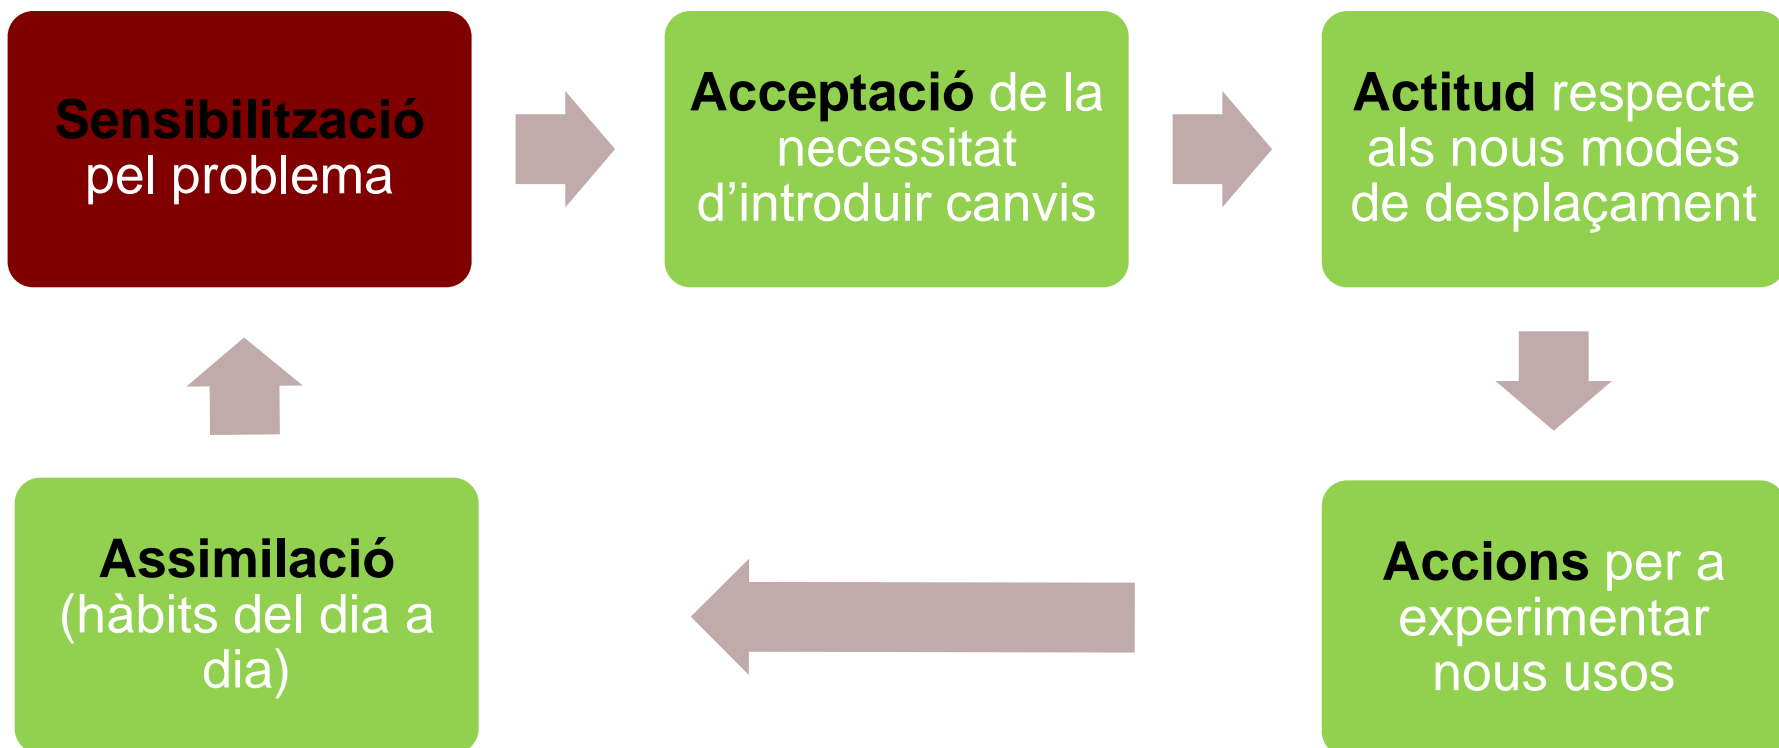 Sensibilització
pel problema
Acceptació de la
necessitat
d’introduir canvis
Actitud respecte
als nous modes
de desplaçament
Accions per a
experimentar
nous usos
Assimilació
(hàbits del dia a
dia)